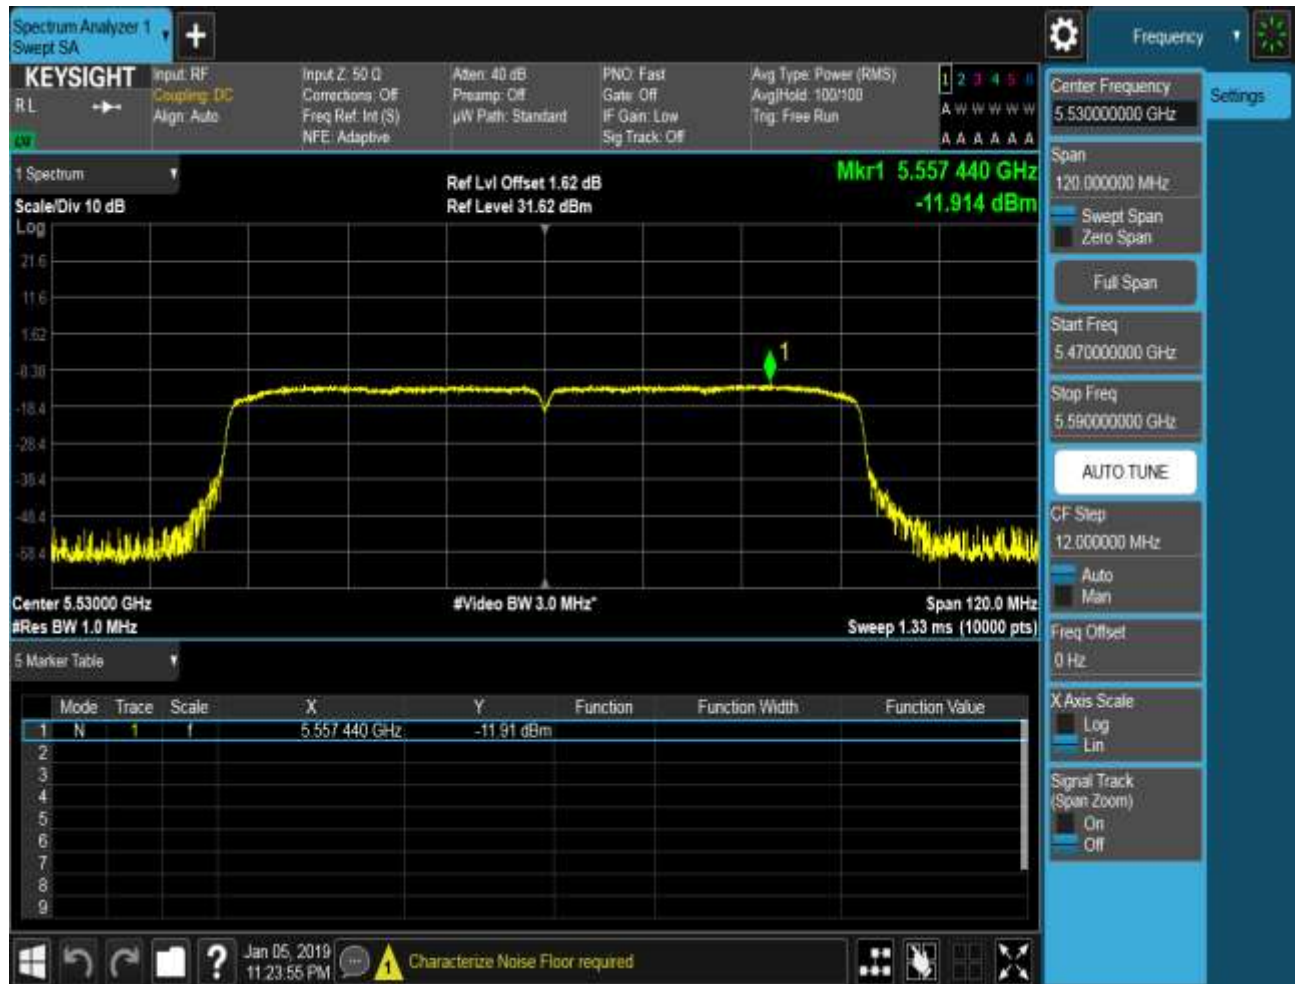 Spectrum Analyzer 1
Swept SA
+
Frequency
KEYSIGHT
RL
Input: RF
Coupling: DC
Align: Auto
Input Z: 50 Ω
Corrections: Off
Freq Ref: Int (S)
NFE: Adaptive
Atten: 40 dB
Preamp: Off
µW Path: Standard
PNO: Fast
Gate: Off
IF Gain: Low
Sig Track: Off
Avg Type: Power (RMS)
Avg|Hold: 100/100
Trig: Free Run
1 2 3 4 5 6
A W W W W W
A A A A A A
1 Spectrum
Scale/Div 10 dB
Log
Ref Lvl Offset 1.62 dB
Ref Level 31.62 dBm
Mkr1 5.557 440 GHz
-11.914 dBm
21.6
11.6
1.62
-8.38
-18.4
-28.4
-38.4
-48.4
-58.4
1
Center 5.53000 GHz
#Res BW 1.0 MHz
#Video BW 3.0 MHz*
Span 120.0 MHz
Sweep 1.33 ms (10000 pts)
5 Marker Table
Mode Trace Scale X Y Function Function Width Function Value
1 N 1 f 5.557 440 GHz -11.91 dBm
2
3
4
5
6
7
8
9
?
Jan 05, 2019
11:23:55 PM
1
Characterize Noise Floor required
Center Frequency
5.530000000 GHz
Settings
Span
120.000000 MHz
Swept Span
Zero Span
Full Span
Start Freq
5.470000000 GHz
Stop Freq
5.590000000 GHz
AUTO TUNE
CF Step
12.000000 MHz
Auto
Man
Freq Offset
0 Hz
X Axis Scale
Log
Lin
Signal Track
(Span Zoom)
On
Off